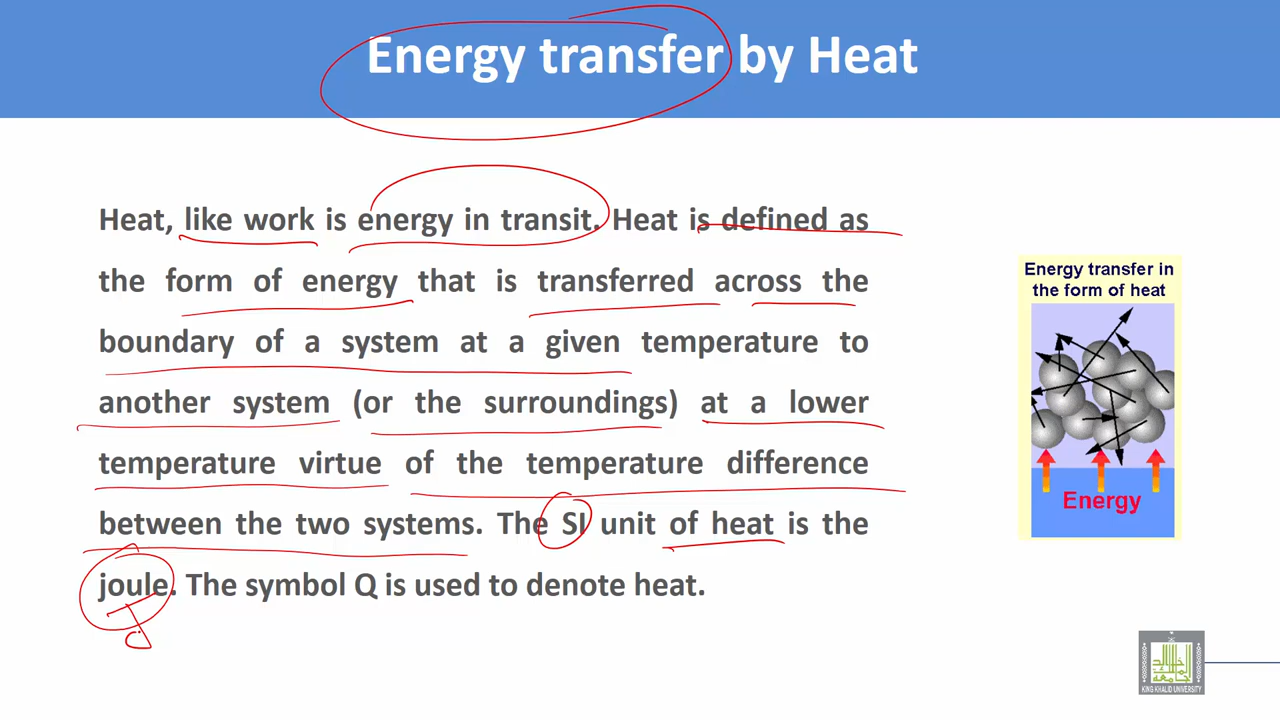 Energy transfer by Heat
Heat, like work is energy in transit. Heat is defined as
the form of energy that is transferred across the
boundary of a system at a given temperature to
another system (or the surroundings) at a lower
temperature virtue of the temperature difference
between the two systems. The SI unit of heat is the
joule. The symbol Q is used to denote heat.
J
Energy transfer in
the form of heat
Energy
KING KHALID UNIVERSITY